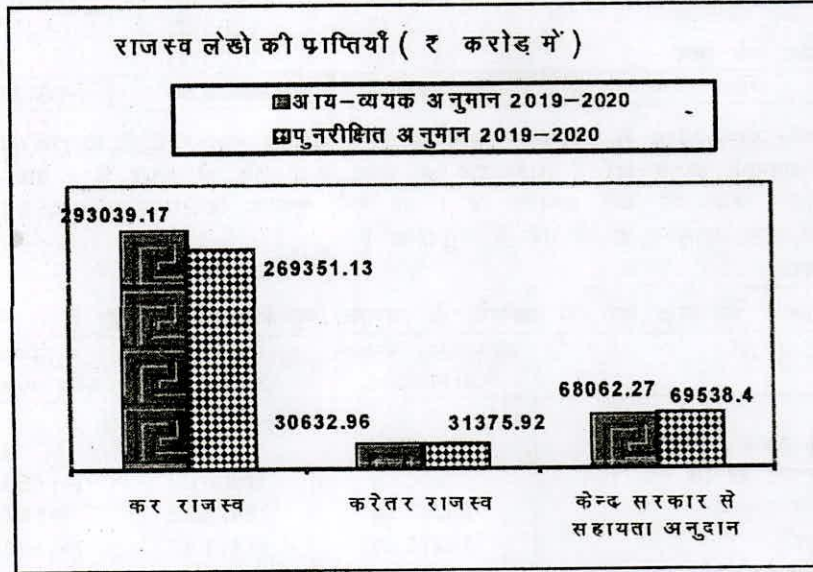 राजस्व लेखो की प्राप्तियाँ ( ₹ करोड़ में )
आय–व्ययक अनुमान 2019–2020
पुनरीक्षित अनुमान 2019–2020
293039.17
269351.13
30632.96
31375.92
68062.27
69538.4
कर राजस्व
करेतर राजस्व
केन्द सरकार से
सहायता अनुदान